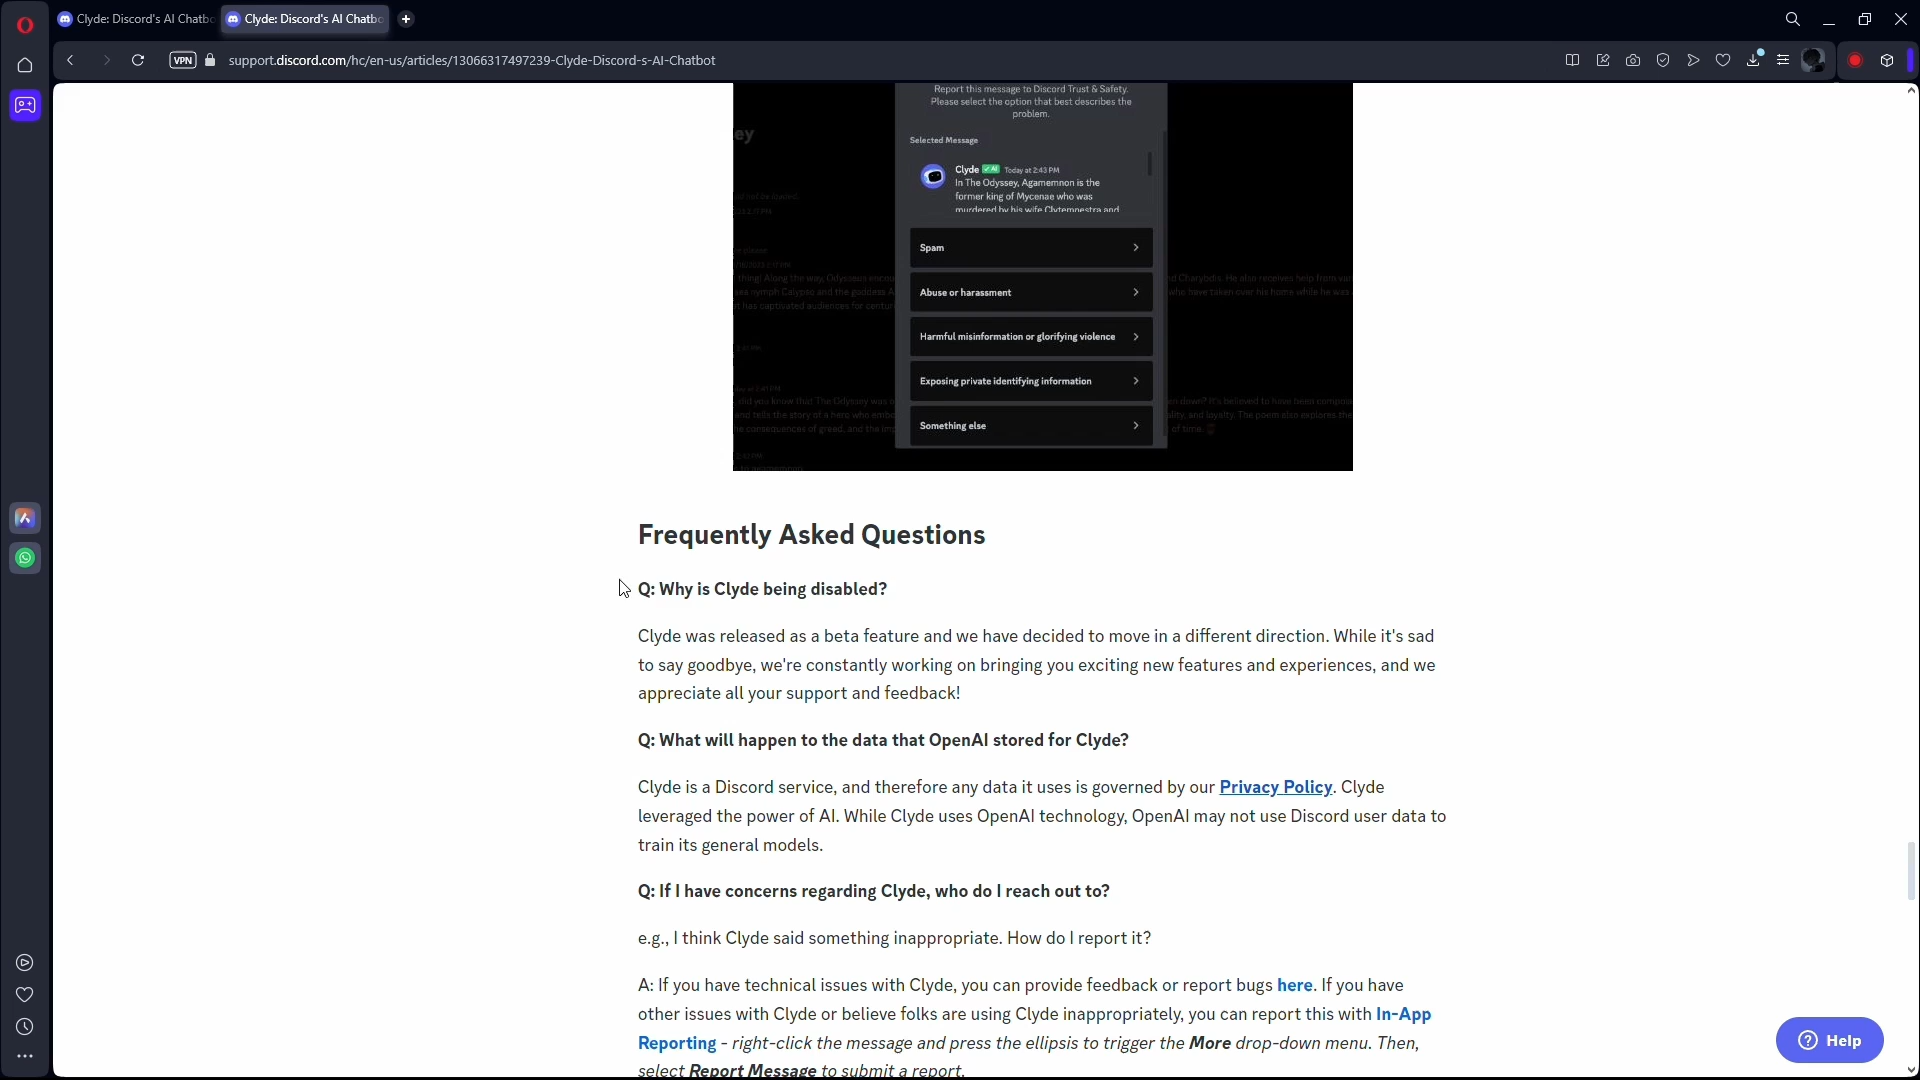 Clyde: Discord's AI Chatbo
Clyde: Discord's AI Chatbo
VPN
support.discord.com/hc/en-us/articles/13066317497239-Clyde-Discord-s-AI-Chatbot
Report this message to Discord Trust & Safety.
Please select the option that best describes the
problem.
Selected Message
Clyde ✓ AI Today at 2:43 PM
In The Odyssey, Agamemnon is the
former king of Mycenae who was
murdered by his wife Clytemnestra and
Spam
Abuse or harassment
Harmful misinformation or glorifying violence
Exposing private identifying information
Something else
ey
Frequently Asked Questions
Q: Why is Clyde being disabled?
Clyde was released as a beta feature and we have decided to move in a different direction. While it's sad
to say goodbye, we're constantly working on bringing you exciting new features and experiences, and we
appreciate all your support and feedback!
Q: What will happen to the data that OpenAI stored for Clyde?
Clyde is a Discord service, and therefore any data it uses is governed by our Privacy Policy. Clyde
leveraged the power of AI. While Clyde uses OpenAI technology, OpenAI may not use Discord user data to
train its general models.
Q: If I have concerns regarding Clyde, who do I reach out to?
e.g., I think Clyde said something inappropriate. How do I report it?
A: If you have technical issues with Clyde, you can provide feedback or report bugs here. If you have
other issues with Clyde or believe folks are using Clyde inappropriately, you can report this with In-App
Reporting - right-click the message and press the ellipsis to trigger the More drop-down menu. Then,
select Report Message to submit a report.
Help